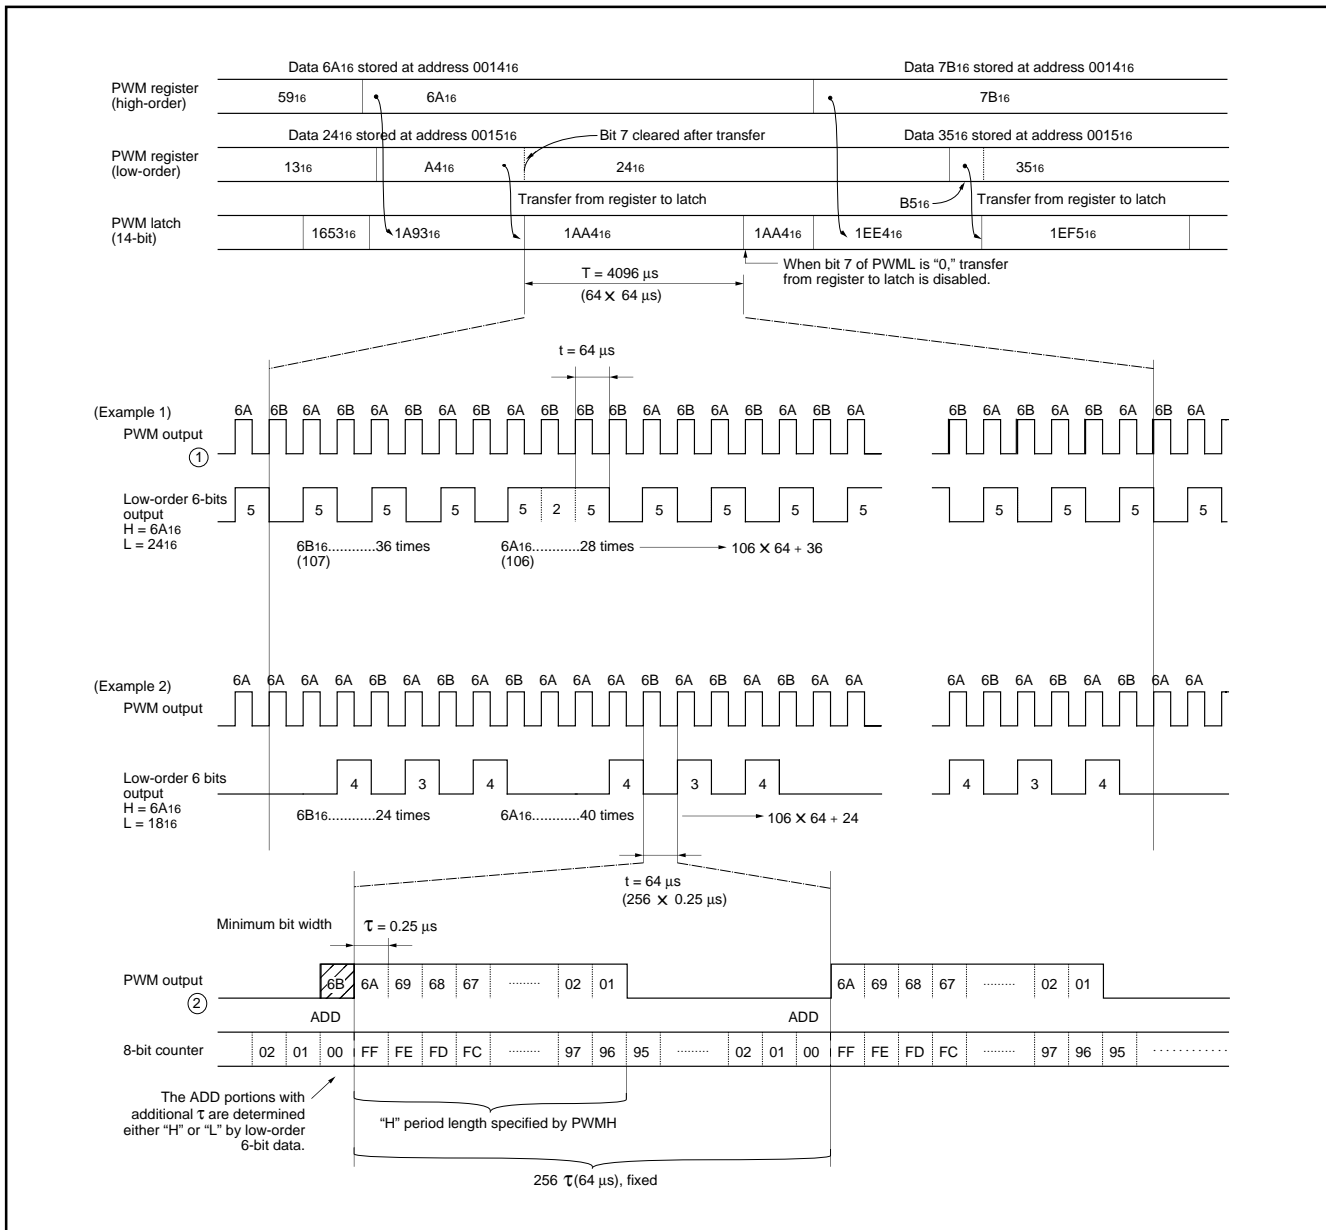 Data 6A16 stored at address 001416
Data 7B16 stored at address 001416
PWM register
(high-order)
5916
6A16
7B16
Data 2416 stored at address 001516
Bit 7 cleared after transfer
Data 3516 stored at address 001516
PWM register
(low-order)
1316
A416
2416
3516
B516
Transfer from register to latch
Transfer from register to latch
PWM latch
(14-bit)
165316
1A9316
1AA416
1AA416
1EE416
1EF516
When bit 7 of PWML is “0,” transfer
from register to latch is disabled.
T = 4096 μs
(64 × 64 μs)
t = 64 μs
(Example 1)
6A 6B 6A 6B 6A 6B 6A 6B 6A 6B 6B 6B 6A 6B 6A 6B 6A 6B 6A
6B 6A 6B 6A 6B 6A 6B 6A
PWM output
1
Low-order 6-bits
output
H = 6A16
L = 2416
5 5 5 5 5 2 5 5 5 5 5
5 5 5 5
6B16............36 times
(107)
6A16...........28 times
(106)
106 × 64 + 36
(Example 2)
6A 6A 6A 6A 6B 6A 6B 6A 6B 6A 6A 6A 6B 6A 6B 6A 6B 6A 6A
6A 6B 6A 6B 6A 6B 6A 6A
PWM output
Low-order 6 bits
output
H = 6A16
L = 1816
4 3 4 4 3 4
4 3 4
6B16............24 times
6A16...........40 times
106 × 64 + 24
t = 64 μs
(256 × 0.25 μs)
Minimum bit width
τ = 0.25 μs
PWM output
2
6B 6A 69 68 67 ········· 02 01
6A 69 68 67 ········· 02 01
ADD
ADD
8-bit counter
02 01 00 FF FE FD FC ········· 97 96 95 ········· 02 01 00 FF FE FD FC ········· 97 96 95 ·············
The ADD portions with
additional τ are determined
either “H” or “L” by low-order
6-bit data.
“H” period length specified by PWMH
256 τ(64 μs), fixed